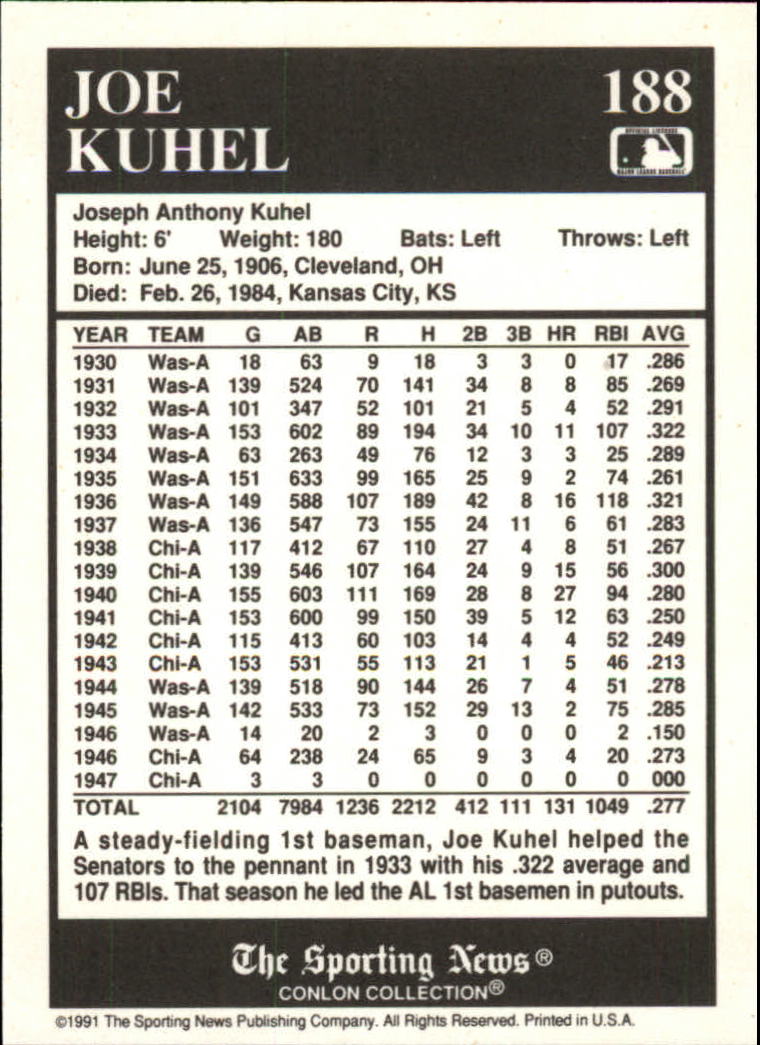 JOE
KUHEL
188
OFFICIAL LICENSEE
MAJOR LEAGUE BASEBALL
Joseph Anthony Kuhel
Height: 6' Weight: 180 Bats: Left Throws: Left
Born: June 25, 1906, Cleveland, OH
Died: Feb. 26, 1984, Kansas City, KS
YEAR TEAM G AB R H 2B 3B HR RBI AVG
1930 Was-A 18 63 9 18 3 3 0 17 .286
1931 Was-A 139 524 70 141 34 8 8 85 .269
1932 Was-A 101 347 52 101 21 5 4 52 .291
1933 Was-A 153 602 89 194 34 10 11 107 .322
1934 Was-A 63 263 49 76 12 3 3 25 .289
1935 Was-A 151 633 99 165 25 9 2 74 .261
1936 Was-A 149 588 107 189 42 8 16 118 .321
1937 Was-A 136 547 73 155 24 11 6 61 .283
1938 Chi-A 117 412 67 110 27 4 8 51 .267
1939 Chi-A 139 546 107 164 24 9 15 56 .300
1940 Chi-A 155 603 111 169 28 8 27 94 .280
1941 Chi-A 153 600 99 150 39 5 12 63 .250
1942 Chi-A 115 413 60 103 14 4 4 52 .249
1943 Chi-A 153 531 55 113 21 1 5 46 .213
1944 Was-A 139 518 90 144 26 7 4 51 .278
1945 Was-A 142 533 73 152 29 13 2 75 .285
1946 Was-A 14 20 2 3 0 0 0 2 .150
1946 Chi-A 64 238 24 65 9 3 4 20 .273
1947 Chi-A 3 3 0 0 0 0 0 0 000
TOTAL 2104 7984 1236 2212 412 111 131 1049 .277
A steady-fielding 1st baseman, Joe Kuhel helped the
Senators to the pennant in 1933 with his .322 average and
107 RBIs. That season he led the AL 1st basemen in putouts.
The Sporting News®
CONLON COLLECTION®
©1991 The Sporting News Publishing Company. All Rights Reserved. Printed in U.S.A.